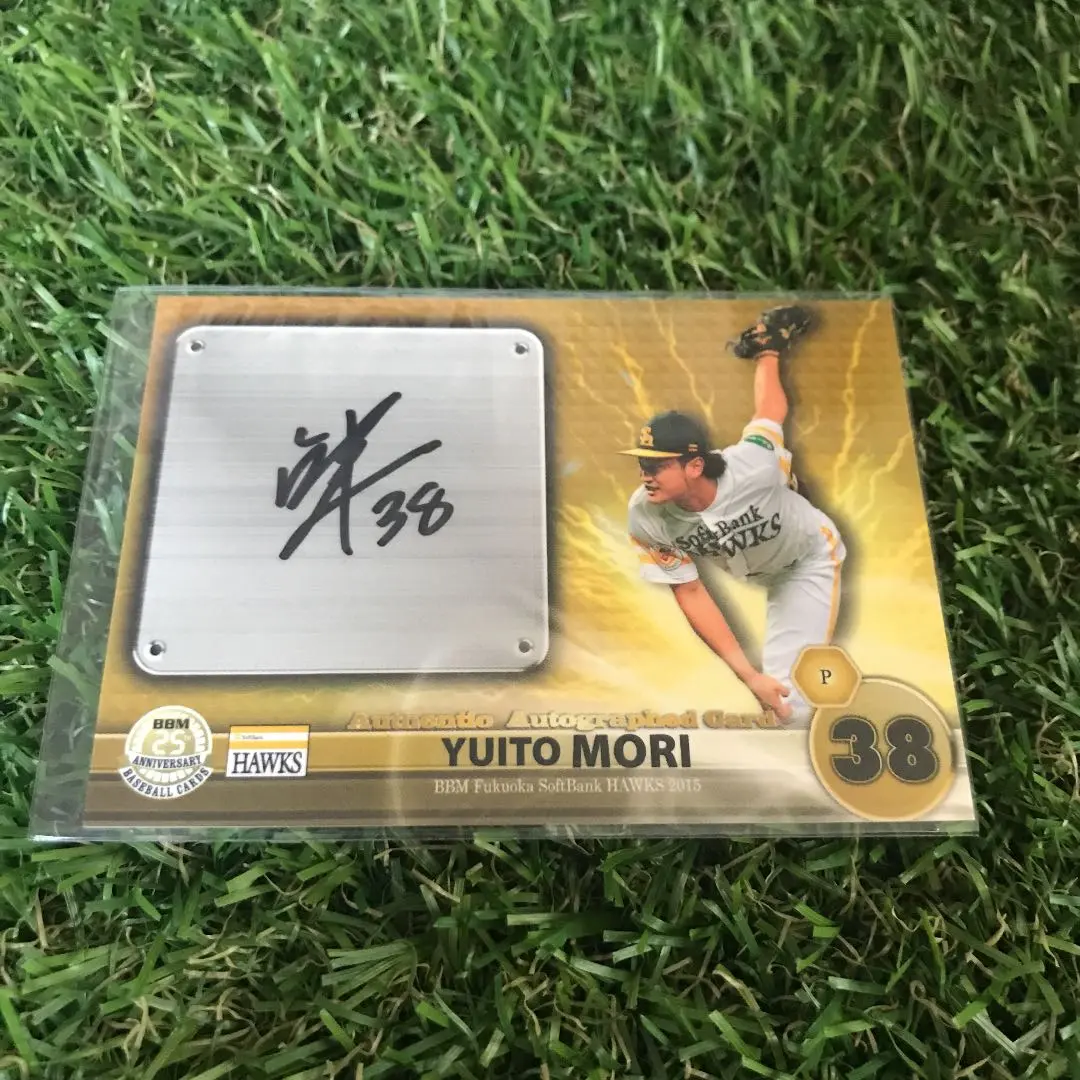 38
SoftBank
HAWKS
P
38
Authentic Autographed Card
YUITO MORI
BBM Fukuoka SoftBank HAWKS 2015
BBM
25TH
ANNIVERSARY
BASEBALL CARDS
HAWKS